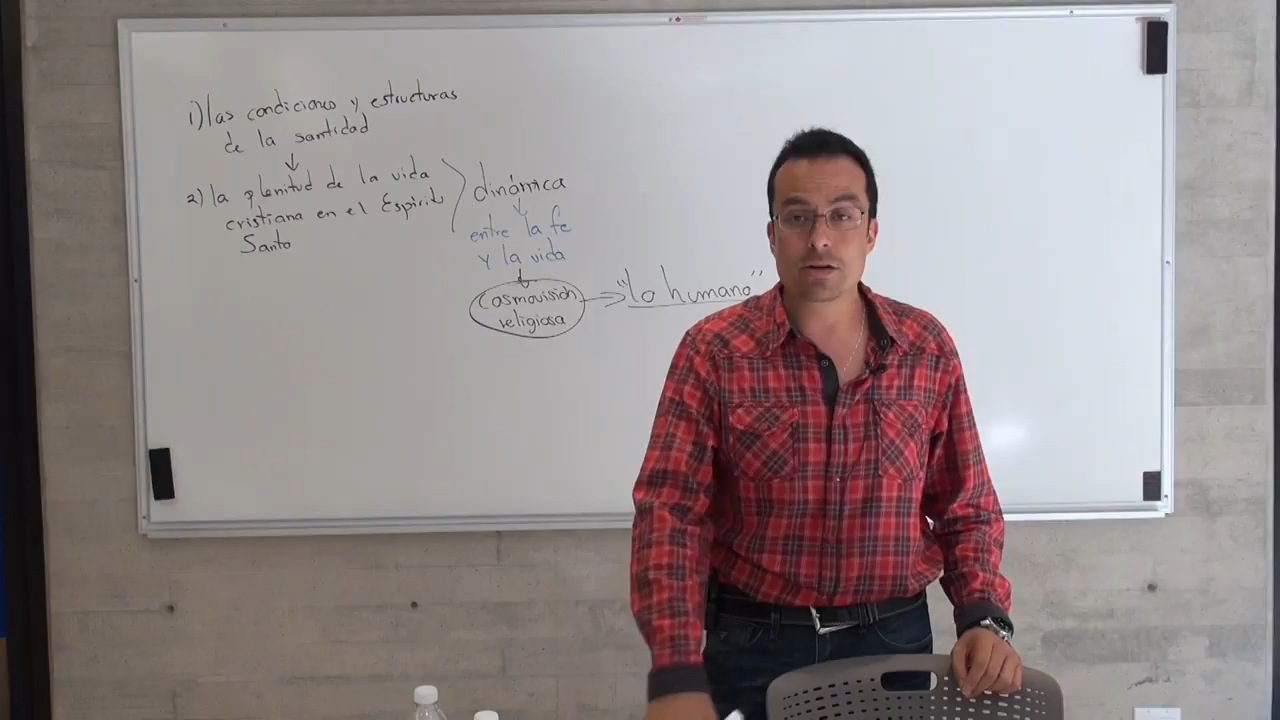 1) las condiciones y estructuras
de la santidad
2) la plenitud de la vida
cristiana en el Espíritu
Santo
dinámica
entre la fe
y la vida
Cosmovisión
religiosa
"lo humano"